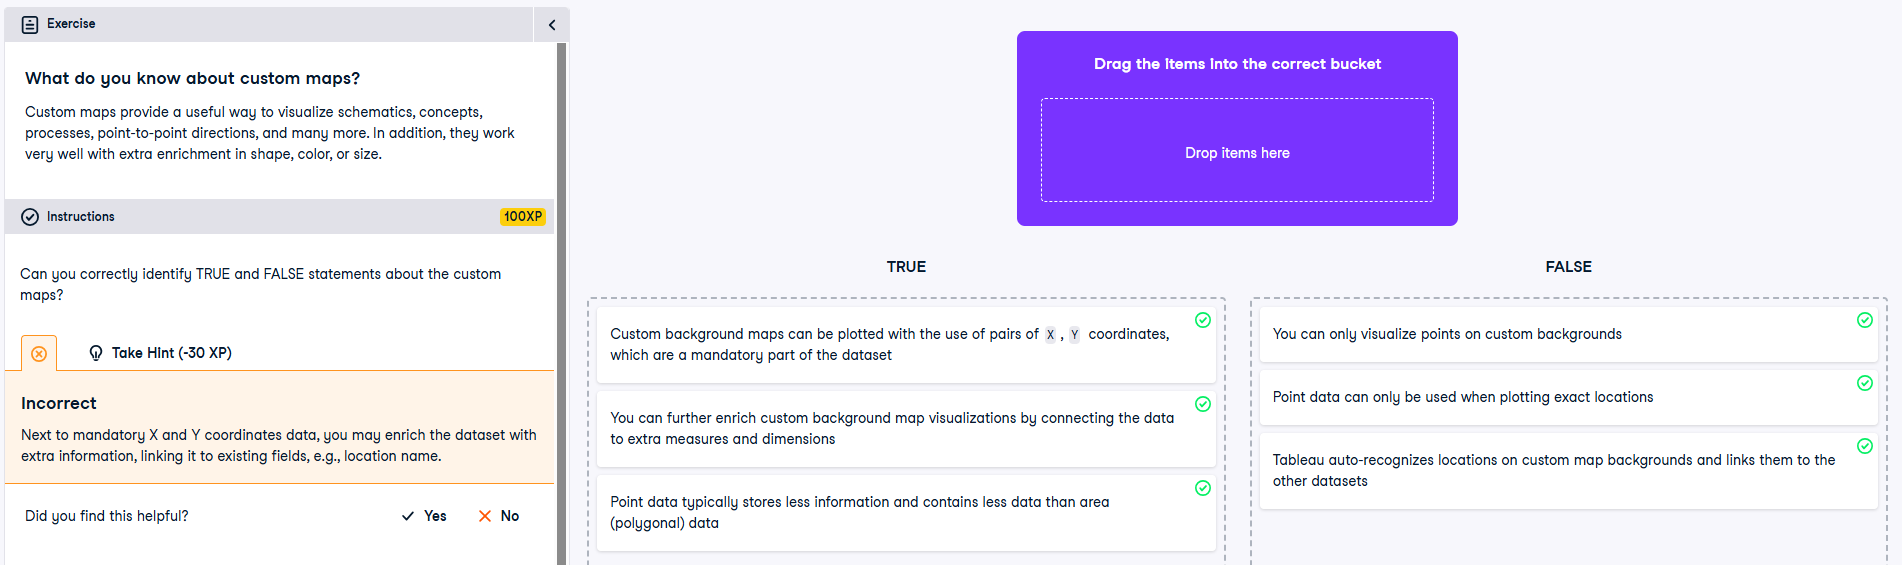 Exercise
What do you know about custom maps?
Custom maps provide a useful way to visualize schematics, concepts,
processes, point-to-point directions, and many more. In addition, they work
very well with extra enrichment in shape, color, or size.
Instructions
100XP
Can you correctly identify TRUE and FALSE statements about the custom
maps?
Take Hint (-30 XP)
Incorrect
Next to mandatory X and Y coordinates data, you may enrich the dataset with
extra information, linking it to existing fields, e.g., location name.
Did you find this helpful?
Yes
No
Drag the items into the correct bucket
Drop items here
TRUE
Custom background maps can be plotted with the use of pairs of X , Y coordinates,
which are a mandatory part of the dataset
You can further enrich custom background map visualizations by connecting the data
to extra measures and dimensions
Point data typically stores less information and contains less data than area
(polygonal) data
FALSE
You can only visualize points on custom backgrounds
Point data can only be used when plotting exact locations
Tableau auto-recognizes locations on custom map backgrounds and links them to the
other datasets